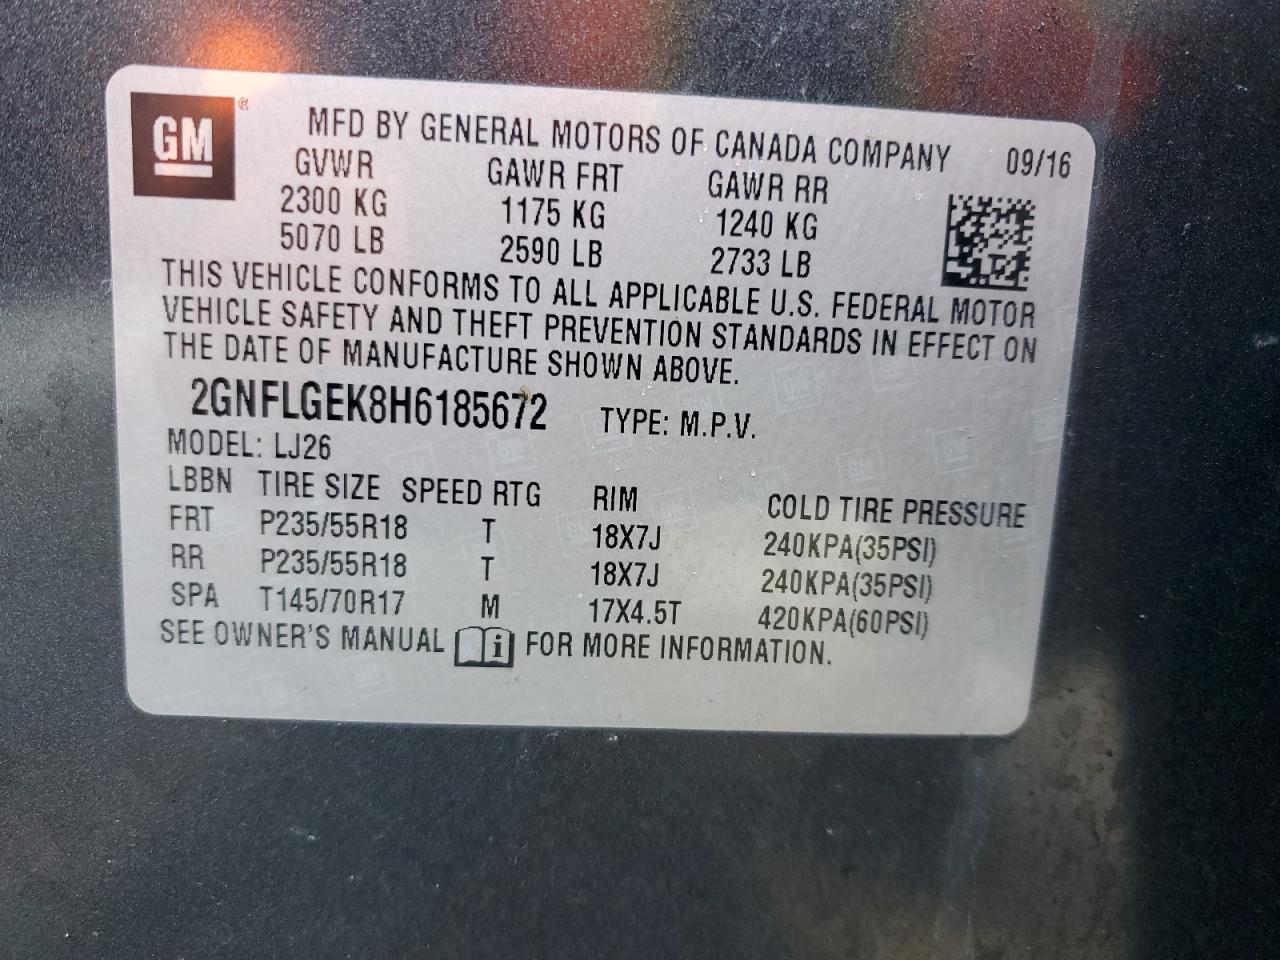 GM ®
MFD BY GENERAL MOTORS OF CANADA COMPANY 09/16
GVWR GAWR FRT GAWR RR
2300 KG 1175 KG 1240 KG
5070 LB 2590 LB 2733 LB
THIS VEHICLE CONFORMS TO ALL APPLICABLE U.S. FEDERAL MOTOR
VEHICLE SAFETY AND THEFT PREVENTION STANDARDS IN EFFECT ON
THE DATE OF MANUFACTURE SHOWN ABOVE.
2GNFLGEK8H6185672 TYPE: M.P.V.
MODEL: LJ26
LBBN TIRE SIZE SPEED RTG RIM COLD TIRE PRESSURE
FRT P235/55R18 T 18X7J 240KPA(35PSI)
RR P235/55R18 T 18X7J 240KPA(35PSI)
SPA T145/70R17 M 17X4.5T 420KPA(60PSI)
SEE OWNER'S MANUAL i FOR MORE INFORMATION.